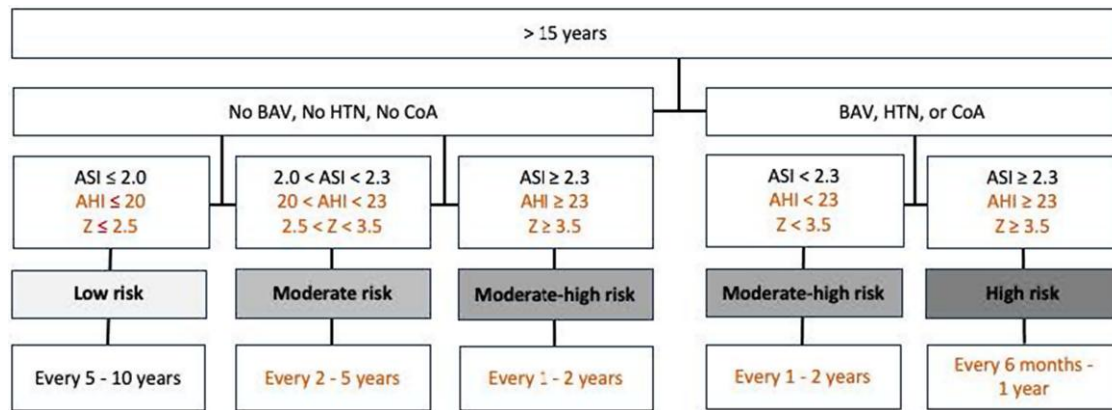 > 15 years
No BAV, No HTN, No CoA
BAV, HTN, or CoA
ASI ≤ 2.0
AHI ≤ 20
Z ≤ 2.5
2.0 < ASI < 2.3
20 < AHI < 23
2.5 < Z < 3.5
ASI ≥ 2.3
AHI ≥ 23
Z ≥ 3.5
ASI < 2.3
AHI < 23
Z < 3.5
ASI ≥ 2.3
AHI ≥ 23
Z ≥ 3.5
Low risk
Moderate risk
Moderate-high risk
Moderate-high risk
High risk
Every 5 - 10 years
Every 2 - 5 years
Every 1 - 2 years
Every 1 - 2 years
Every 6 months -
1 year